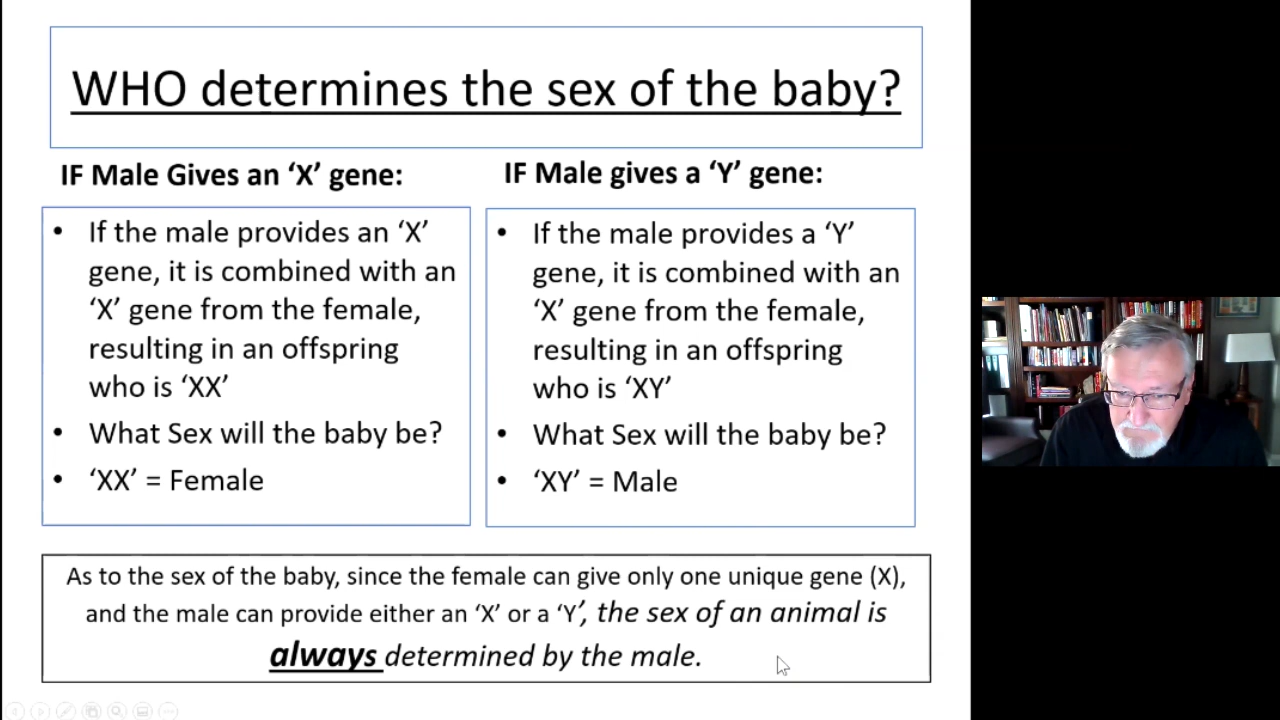 WHO determines the sex of the baby?
IF Male Gives an ‘X’ gene:
• If the male provides an ‘X’
gene, it is combined with an
‘X’ gene from the female,
resulting in an offspring
who is ‘XX’
• What Sex will the baby be?
• ‘XX’ = Female
IF Male gives a ‘Y’ gene:
• If the male provides a ‘Y’
gene, it is combined with an
‘X’ gene from the female,
resulting in an offspring
who is ‘XY’
• What Sex will the baby be?
• ‘XY’ = Male
As to the sex of the baby, since the female can give only one unique gene (X),
and the male can provide either an ‘X’ or a ‘Y’, the sex of an animal is
always determined by the male.